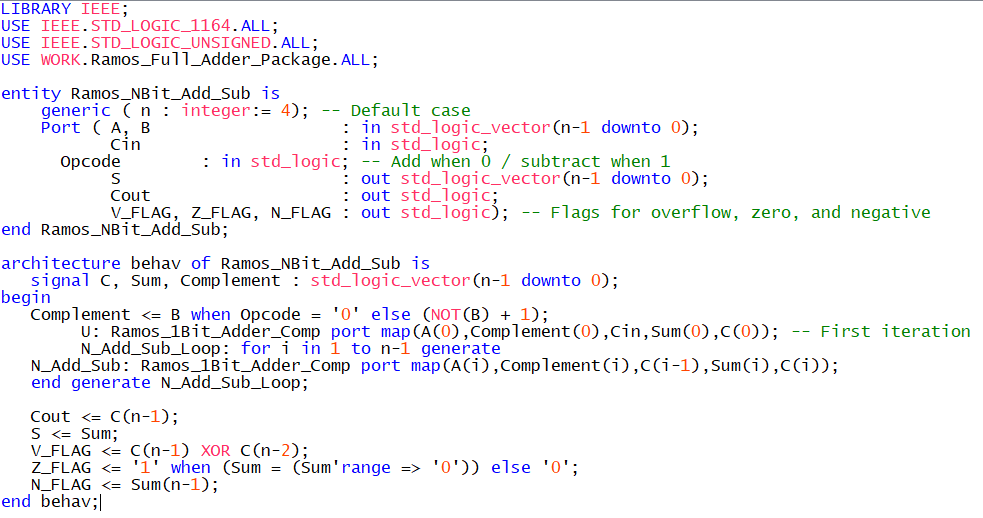 LIBRARY IEEE;
USE IEEE.STD_LOGIC_1164.ALL;
USE IEEE.STD_LOGIC_UNSIGNED.ALL;
USE WORK.Ramos_Full_Adder_Package.ALL;

entity Ramos_NBit_Add_Sub is
    generic ( n : integer:= 4); -- Default case
    Port ( A, B                   : in std_logic_vector(n-1 downto 0);
           Cin                    : in std_logic;
      Opcode        : in std_logic; -- Add when 0 / subtract when 1
           S                      : out std_logic_vector(n-1 downto 0);
           Cout                   : out std_logic;
           V_FLAG, Z_FLAG, N_FLAG : out std_logic); -- Flags for overflow, zero, and negative
end Ramos_NBit_Add_Sub;

architecture behav of Ramos_NBit_Add_Sub is
   signal C, Sum, Complement : std_logic_vector(n-1 downto 0);
begin
   Complement <= B when Opcode = '0' else (NOT(B) + 1);
        U: Ramos_1Bit_Adder_Comp port map(A(0),Complement(0),Cin,Sum(0),C(0)); -- First iteration
        N_Add_Sub_Loop: for i in 1 to n-1 generate
   N_Add_Sub: Ramos_1Bit_Adder_Comp port map(A(i),Complement(i),C(i-1),Sum(i),C(i));
   end generate N_Add_Sub_Loop;

   Cout <= C(n-1);
   S <= Sum;
   V_FLAG <= C(n-1) XOR C(n-2);
   Z_FLAG <= '1' when (Sum = (Sum'range => '0')) else '0';
   N_FLAG <= Sum(n-1);
end behav;